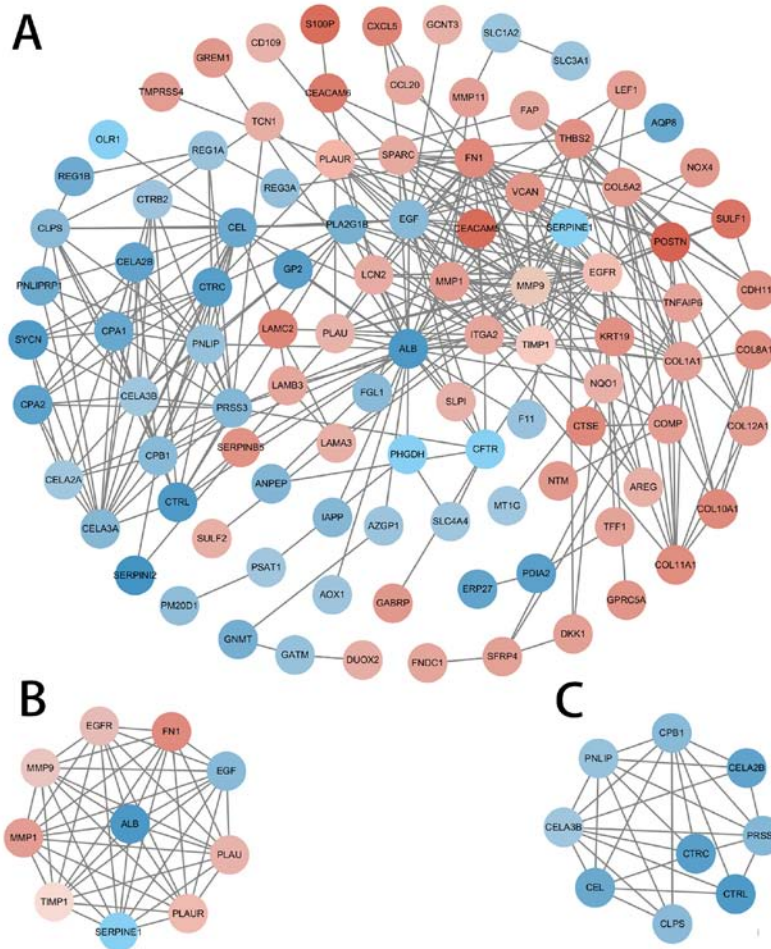 A
S100P
CXCL5
GCNT3
CD109
SLC1A2
GREM1
SLC3A1
TMPRSS4
CEACAM6
CCL20
MMP11
LEF1
FAP
TCN1
AQP8
OLR1
THBS2
REG1A
PLAUR
SPARC
FN1
NOX4
REG1B
REG3A
VCAN
COL5A2
CTRB2
CLPS
CEL
PLA2G1B
EGF
CEACAM5
SERPINE1
POSTN
SULF1
CELA2B
GP2
LCN2
MMP1
MMP9
EGFR
CDH11
PNLIPRP1
CTRC
TNFAIP6
SYCN
CPA1
PNLIP
LAMC2
PLAU
ALB
ITGA2
TIMP1
KRT19
COL1A1
COL8A1
CPA2
CELA3B
PRSS3
LAMB3
FGL1
SLPI
NQO1
F11
CTSE
COMP
COL12A1
CPB1
SERPINB5
LAMA3
PHGDH
CFTR
CELA2A
CTRL
ANPEP
NTM
AREG
COL10A1
CELA3A
SULF2
IAPP
AZGP1
SLC4A4
MT1G
TFF1
COL11A1
SERPINI2
PSAT1
ERP27
PDIA2
PM20D1
AOX1
GABRP
GPRC5A
GNMT
GATM
DUOX2
FNDC1
SFRP4
DKK1
B
EGFR
FN1
MMP9
EGF
ALB
MMP1
PLAU
TIMP1
PLAUR
SERPINE1
C
CPB1
PNLIP
CELA2B
CELA3B
PRSS
CTRC
CEL
CTRL
CLPS